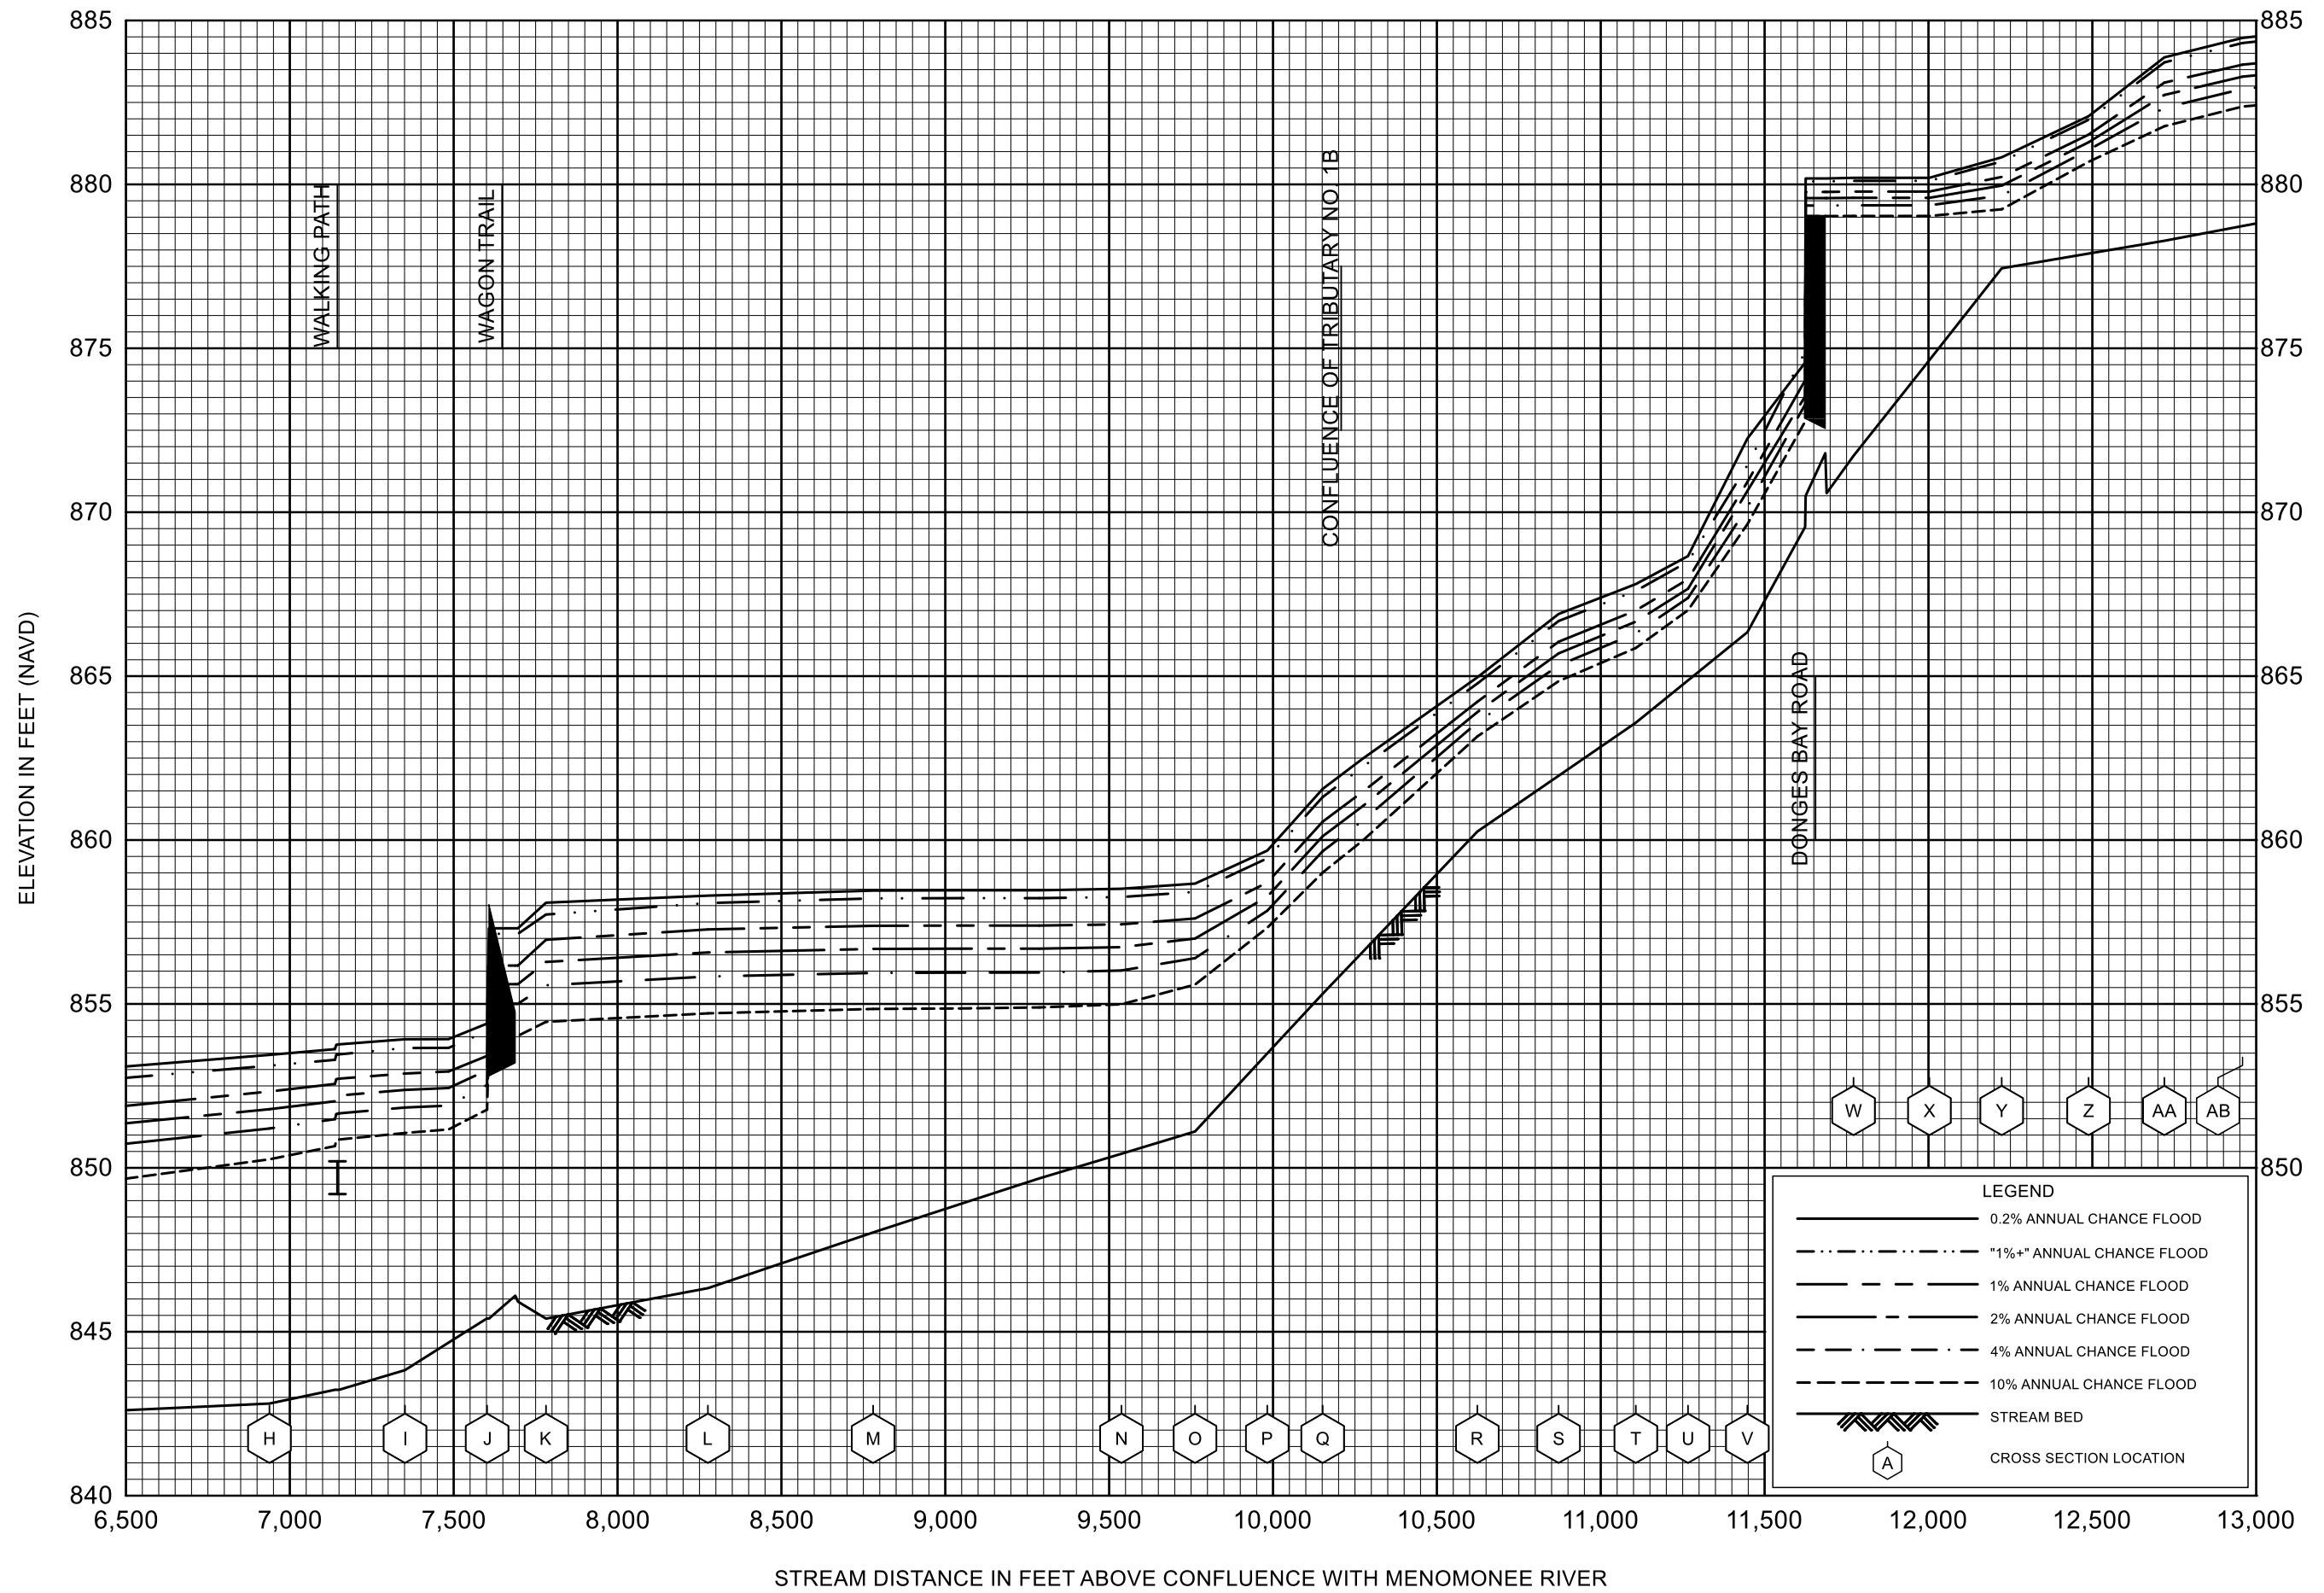 885
880
875
870
865
860
855
850
845
840
885
880
875
870
865
860
855
850
ELEVATION IN FEET (NAVD)
WALKING PATH
WAGON TRAIL
CONFLUENCE OF TRIBUTARY NO 1B
DONGES BAY ROAD
W X Y Z AA AB
H I J K L M N O P Q R S T U V
LEGEND
0.2% ANNUAL CHANCE FLOOD
"1%+" ANNUAL CHANCE FLOOD
1% ANNUAL CHANCE FLOOD
2% ANNUAL CHANCE FLOOD
4% ANNUAL CHANCE FLOOD
10% ANNUAL CHANCE FLOOD
STREAM BED
A CROSS SECTION LOCATION
6,500 7,000 7,500 8,000 8,500 9,000 9,500 10,000 10,500 11,000 11,500 12,000 12,500 13,000
STREAM DISTANCE IN FEET ABOVE CONFLUENCE WITH MENOMONEE RIVER